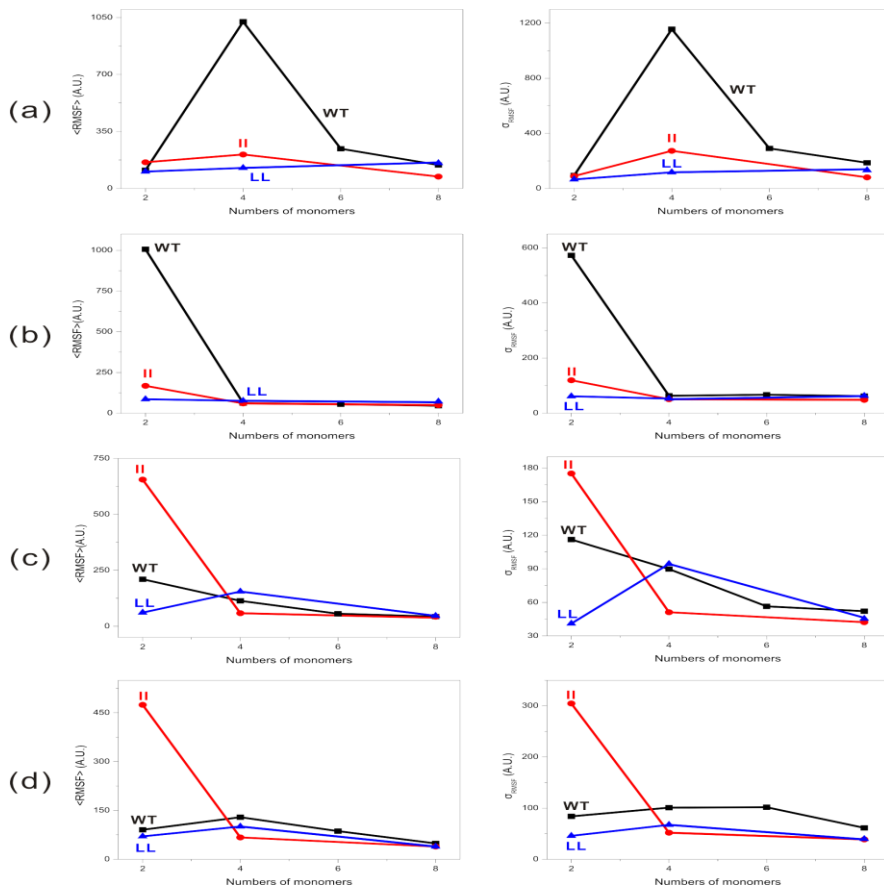 (a)
<RMSF> (A.U.)
1050
700
350
0
WT
II
LL
2 4 6 8
Numbers of monomers
σRMSF (A.U.)
1200
800
400
0
WT
II
LL
2 4 6 8
Numbers of monomers
(b)
<RMSF>(A.U.)
1000
750
500
250
0
WT
II
LL
2 4 6 8
σRMSF (A.U.)
600
400
200
0
WT
II
LL
2 4 6 8
(c)
<RMSF>(A.U.)
750
500
250
0
II
WT
LL
2 4 6 8
Numbers of monomers
σRMSF (A.U.)
180
150
120
90
60
30
II
WT
LL
2 4 6 8
Numbers of monomers
(d)
<RMSF> (A.U.)
450
300
150
0
II
WT
LL
2 4 6 8
Numbers of monomers
σRMSF (A.U.)
300
200
100
0
II
WT
LL
2 4 6 8
Numbers of monomers